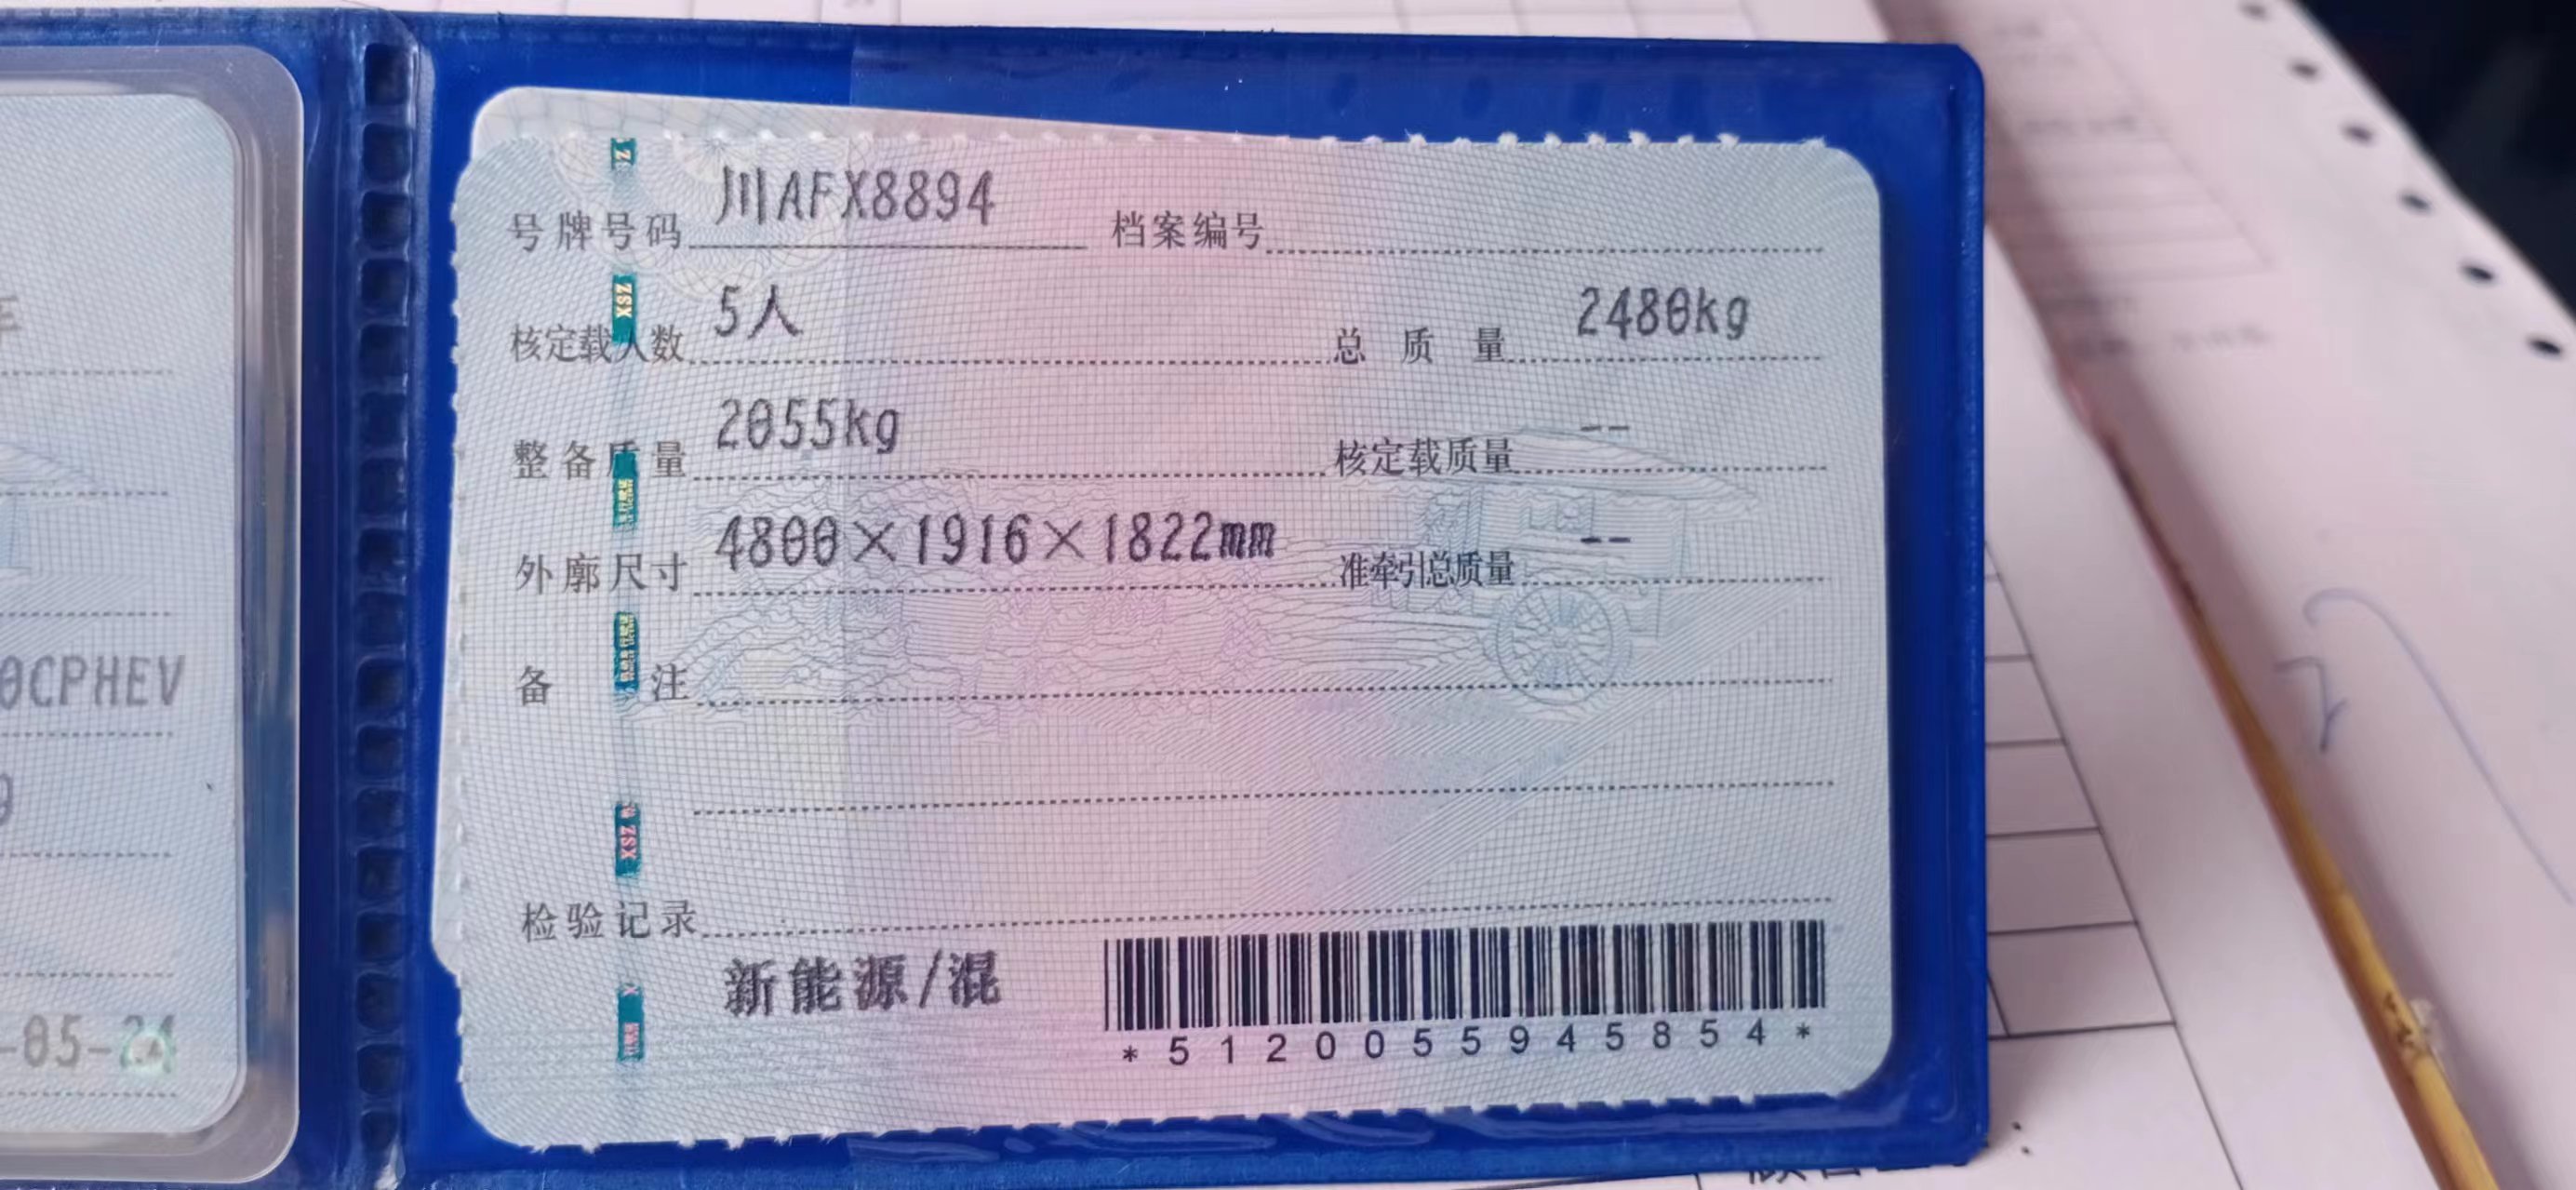 号牌号码 川AFX8894 档案编号
核定载人数 5人 总质量 2480kg
整备质量 2055kg 核定载质量 --
外廓尺寸 4800×1916×1822mm 准牵引总质量 --
备注
检验记录
新能源/混
*5120055945854*
0CPHEV
-05-24
XSZ
XSZ